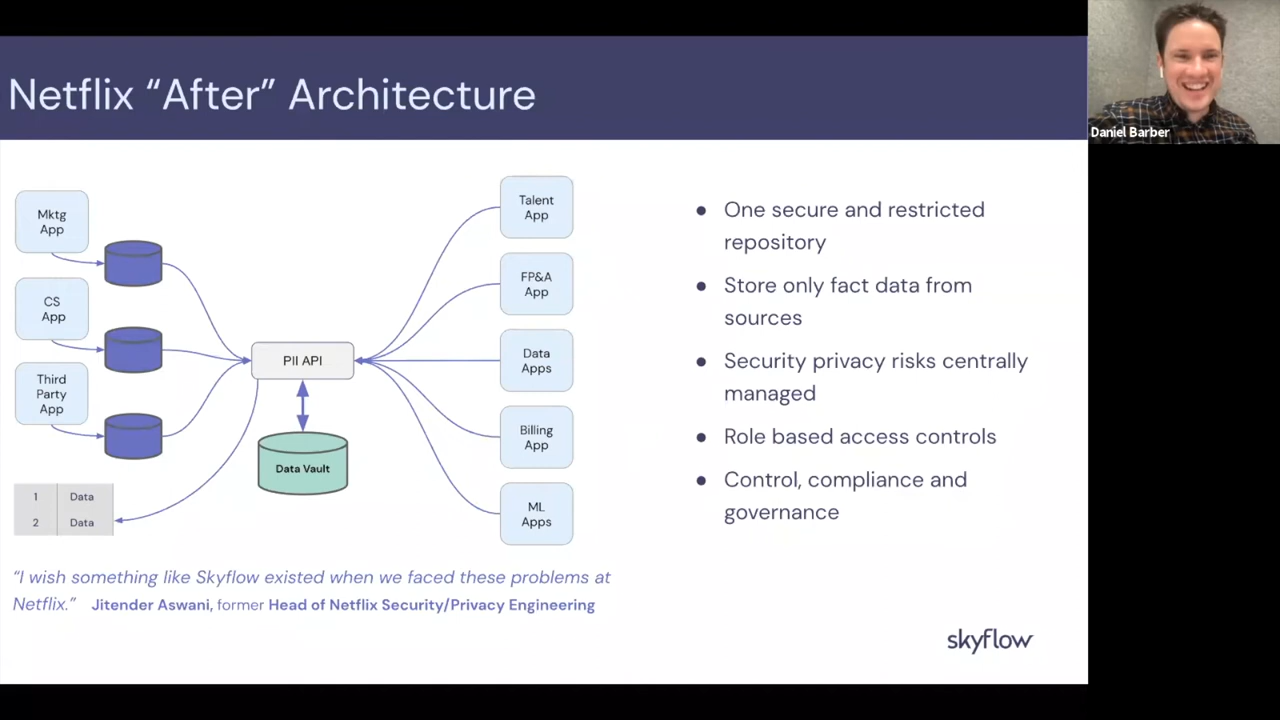 Netflix “After” Architecture
Daniel Barber
Mktg
App
CS
App
Third
Party
App
1 Data
2 Data
PII API
Data Vault
Talent
App
FP&A
App
Data
Apps
Billing
App
ML
Apps
● One secure and restricted
repository
● Store only fact data from
sources
● Security privacy risks centrally
managed
● Role based access controls
● Control, compliance and
governance
“I wish something like Skyflow existed when we faced these problems at
Netflix.” Jitender Aswani, former Head of Netflix Security/Privacy Engineering
skyflow